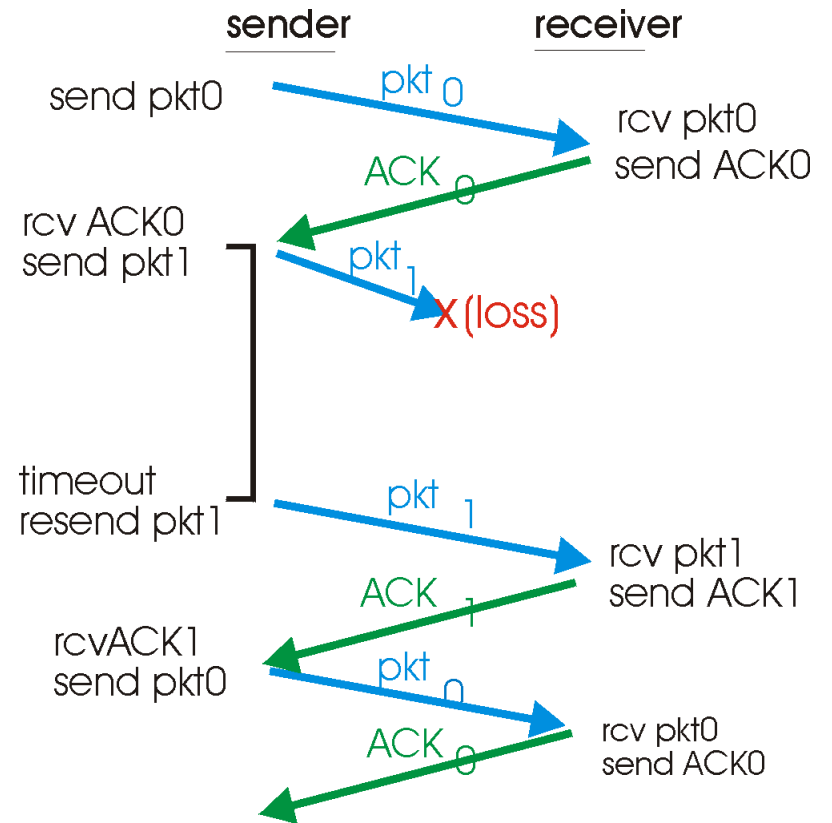 sender
receiver
send pkt0
pkt 0
rcv pkt0
send ACK0
ACK 0
rcv ACK0
send pkt1
pkt 1
X (loss)
timeout
resend pkt1
pkt 1
rcv pkt1
send ACK1
ACK 1
rcvACK1
send pkt0
pkt 0
rcv pkt0
send ACK0
ACK 0